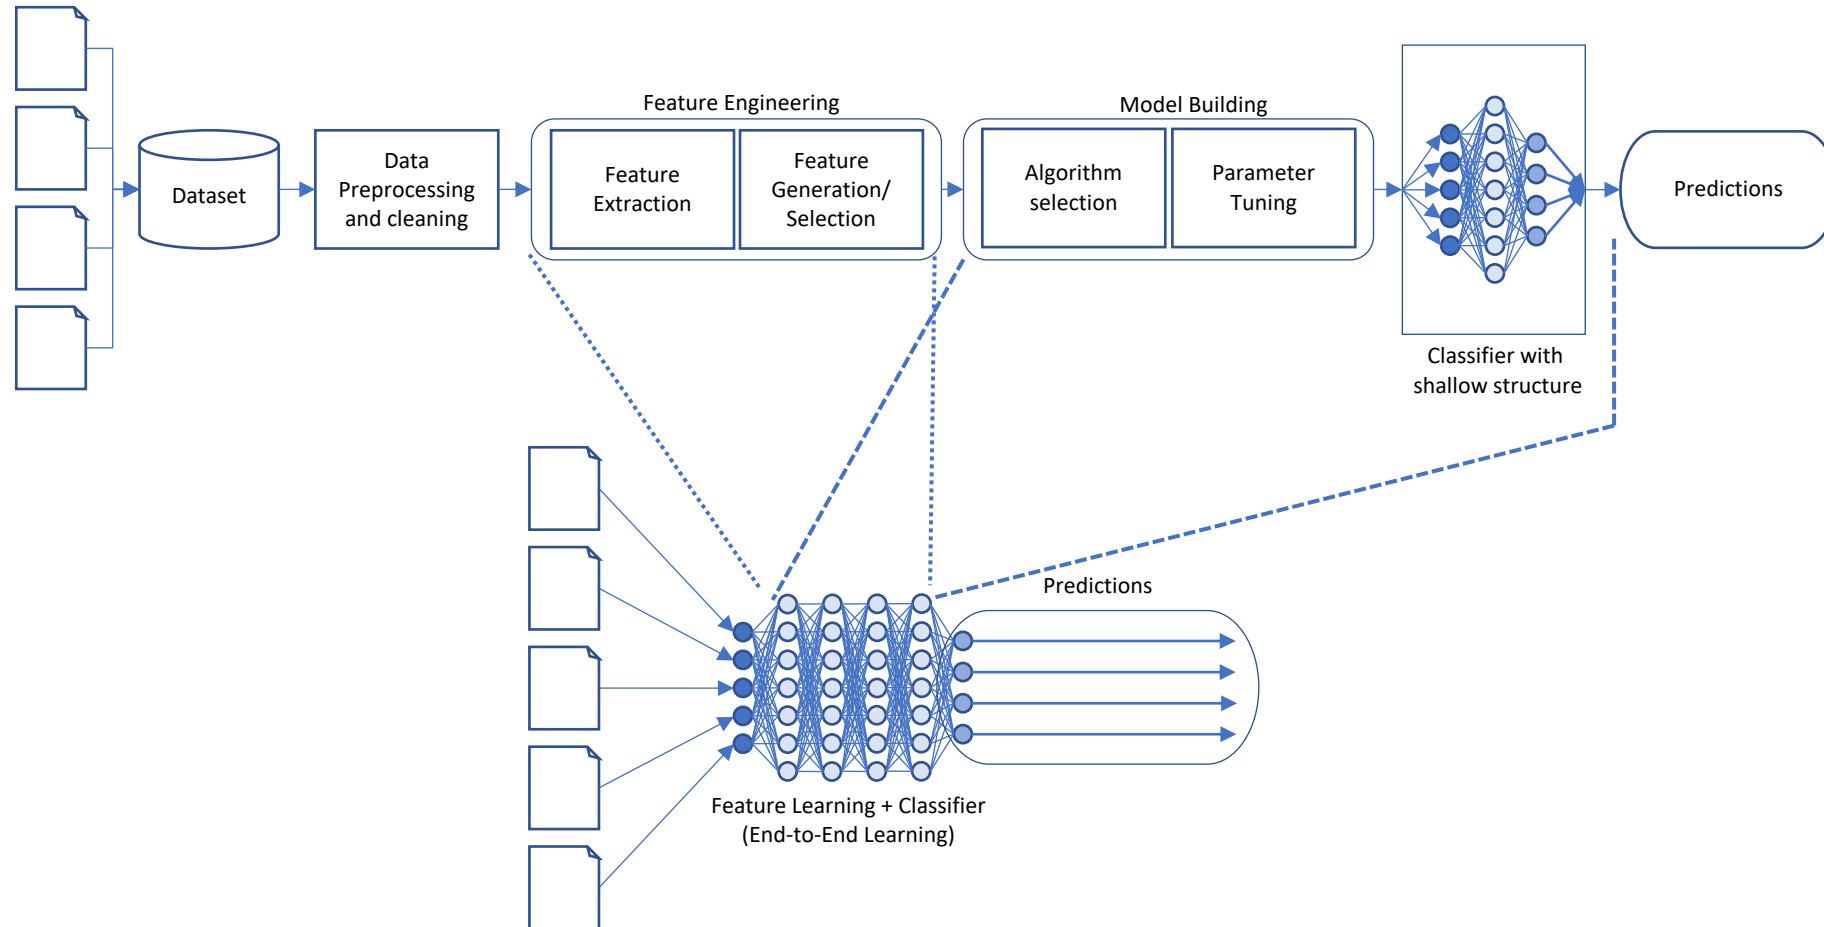 Feature Engineering
Model Building
Dataset
Data
Preprocessing
and cleaning
Feature
Extraction
Feature
Generation/
Selection
Algorithm
selection
Parameter
Tuning
Predictions
Classifier with
shallow structure
Predictions
Feature Learning + Classifier
(End-to-End Learning)